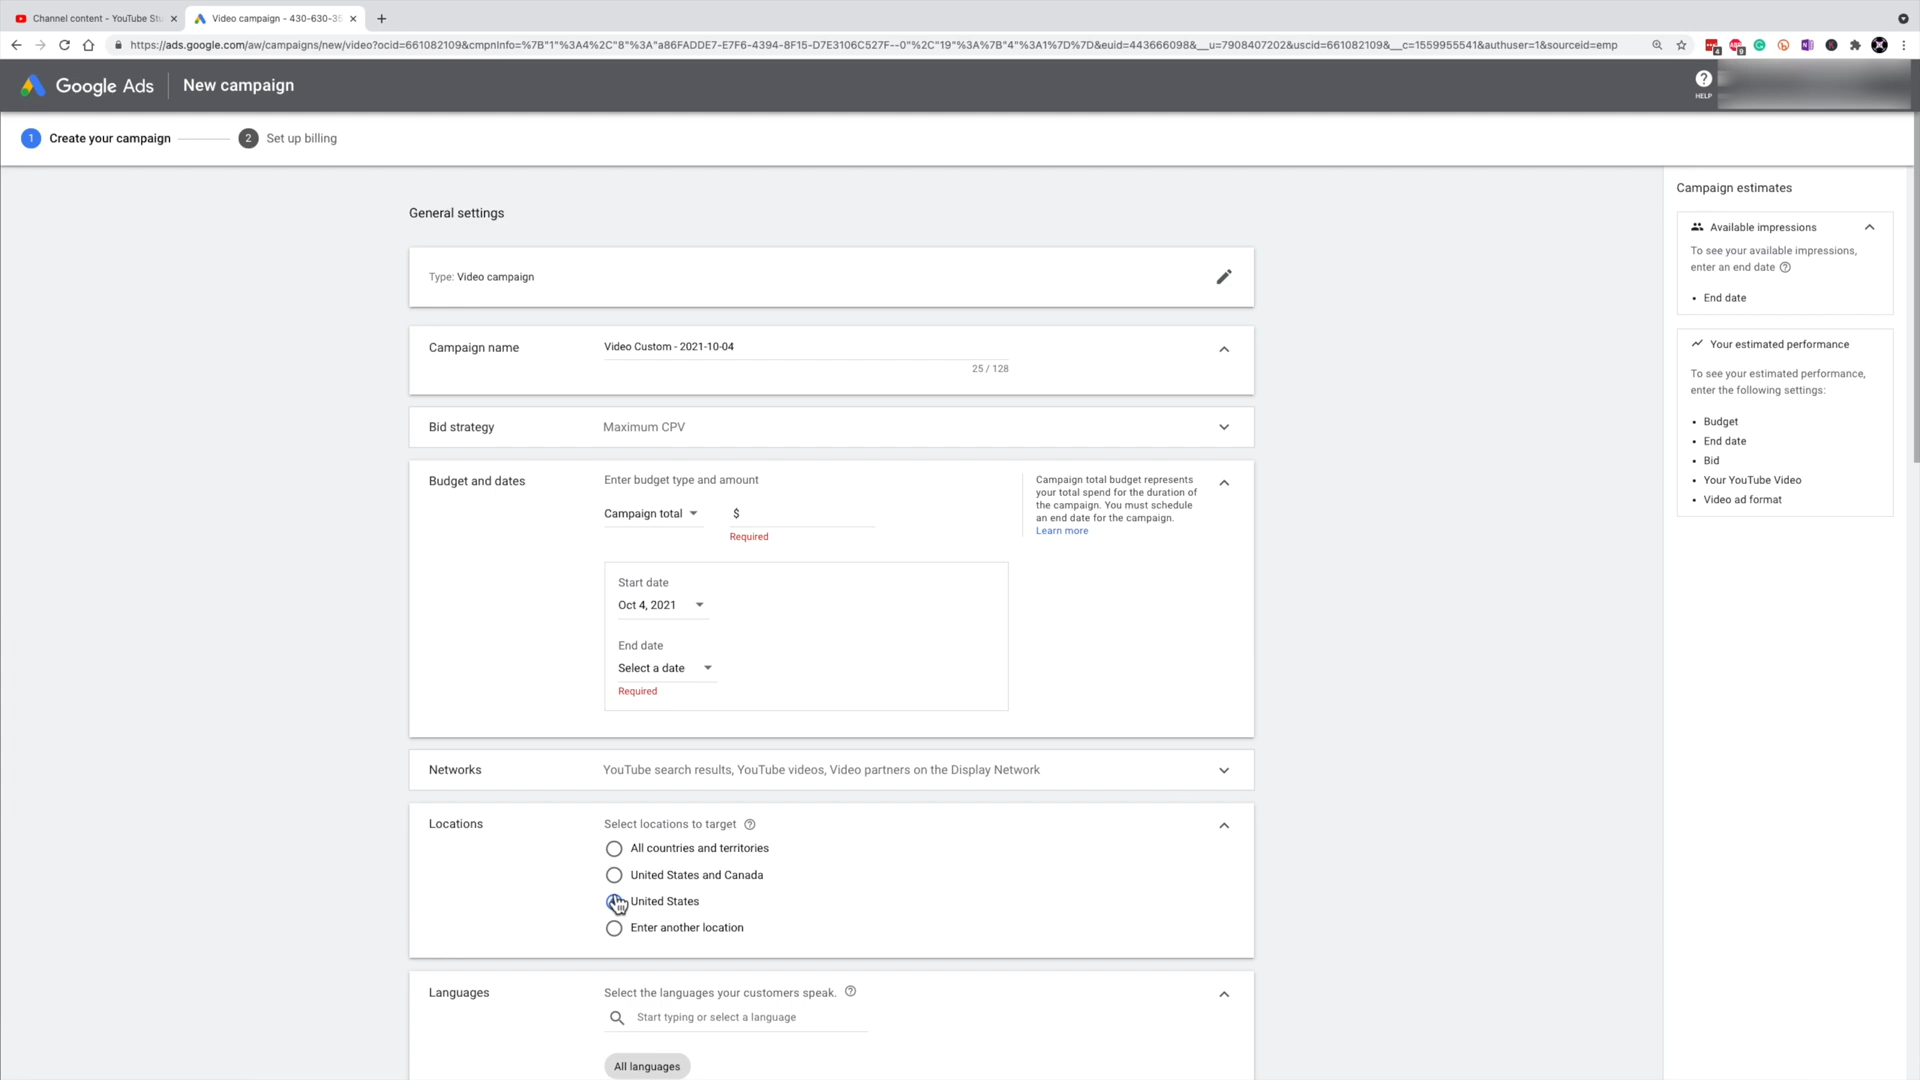 Channel content - YouTube Stu
Video campaign - 430-630-35
https://ads.google.com/aw/campaigns/new/video?ocid=661082109&cmpnInfo=%7B"1"%3A4%2C"8"%3A"a86FADDE7-E7F6-4394-8F15-D7E3106C527F--0"%2C"19"%3A%7B"4"%3A1%7D%7D&euid=443666098&__u=7908407202&uscid=661082109&__c=1559955541&authuser=1&sourceid=emp
Google Ads
New campaign
HELP
1 Create your campaign
2 Set up billing
General settings
Type: Video campaign
Campaign name
Video Custom - 2021-10-04
25 / 128
Bid strategy
Maximum CPV
Budget and dates
Enter budget type and amount
Campaign total
$
Required
Campaign total budget represents
your total spend for the duration of
the campaign. You must schedule
an end date for the campaign.
Learn more
Start date
Oct 4, 2021
End date
Select a date
Required
Networks
YouTube search results, YouTube videos, Video partners on the Display Network
Locations
Select locations to target
All countries and territories
United States and Canada
United States
Enter another location
Languages
Select the languages your customers speak.
Start typing or select a language
All languages
Campaign estimates
Available impressions
To see your available impressions,
enter an end date
• End date
Your estimated performance
To see your estimated performance,
enter the following settings:
• Budget
• End date
• Bid
• Your YouTube Video
• Video ad format